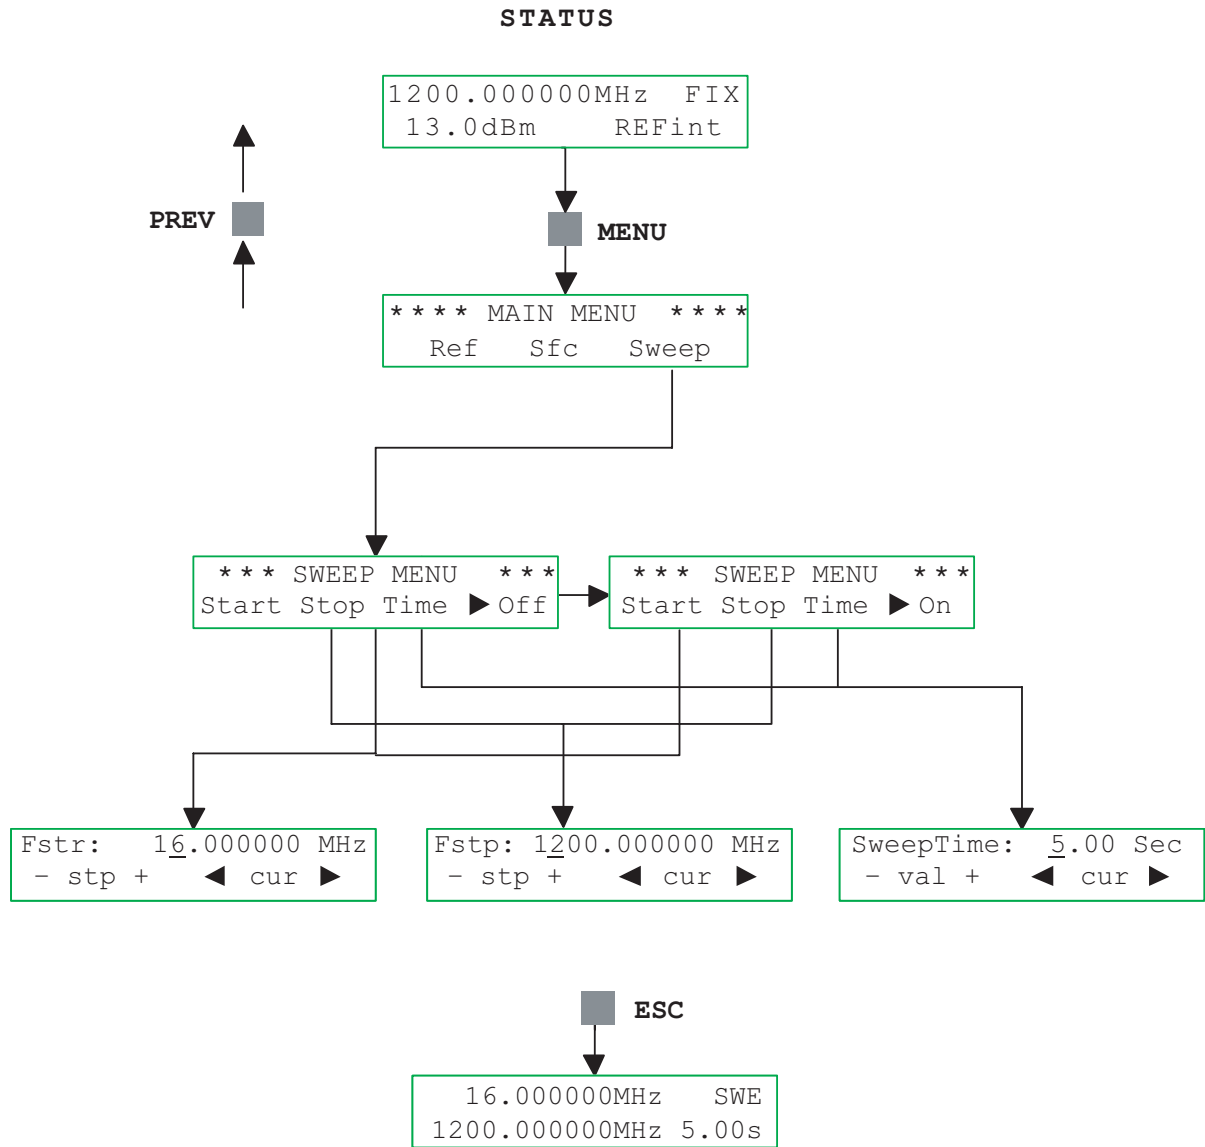 STATUS
1200.000000MHz FIX
13.0dBm REFint
PREV
MENU
**** MAIN MENU ****
Ref Sfc Sweep
*** SWEEP MENU ***
Start Stop Time ▶ Off
*** SWEEP MENU ***
Start Stop Time ▶ On
Fstr: 16.000000 MHz
- stp + ◀ cur ▶
Fstp: 1200.000000 MHz
- stp + ◀ cur ▶
SweepTime: 5.00 Sec
- val + ◀ cur ▶
ESC
16.000000MHz SWE
1200.000000MHz 5.00s